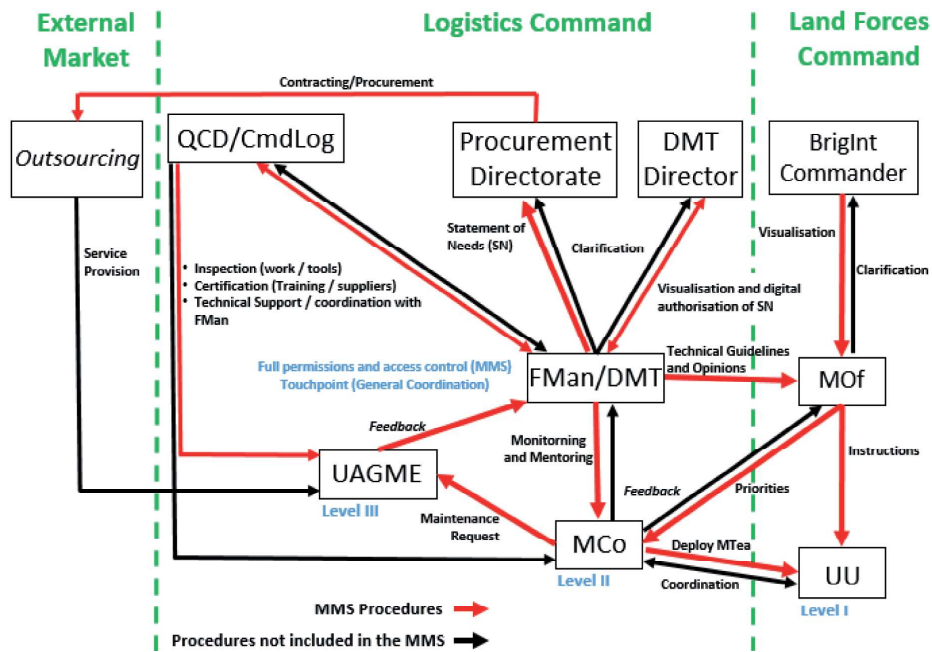 External
Market
Logistics Command
Land Forces
Command
Contracting/Procurement
Outsourcing
QCD/CmdLog
Procurement
Directorate
DMT
Director
BrigInt
Commander
Service
Provision
Statement of
Needs (SN)
Clarification
Visualisation
Clarification
• Inspection (work / tools)
• Certification (Training / suppliers)
• Technical Support / coordination with
FMan
Visualisation and digital
authorisation of SN
Full permissions and access control (MMS)
Touchpoint (General Coordination)
FMan/DMT
Technical Guidelines
and Opinions
MOf
Feedback
Monitorning
and Mentoring
Instructions
UAGME
Level III
Feedback
Priorities
Maintenance
Request
MCo
Level II
Deploy MTea
Coordination
UU
Level I
MMS Procedures
Procedures not included in the MMS